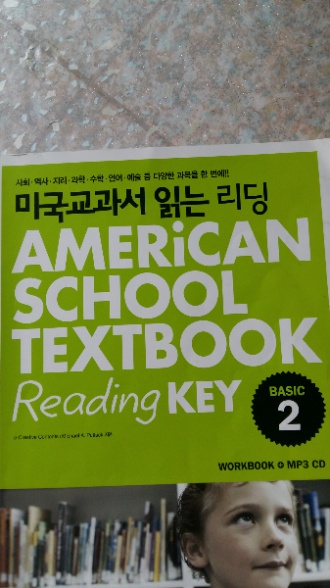 사회·역사·지리·과학·수학·언어·예술 등 다양한 과목을 한 번에!!
미국교과서 읽는 리딩
AMERiCAN
SCHOOL
TEXTBOOK
Reading KEY
BASIC
2
WORKBOOK + MP3 CD